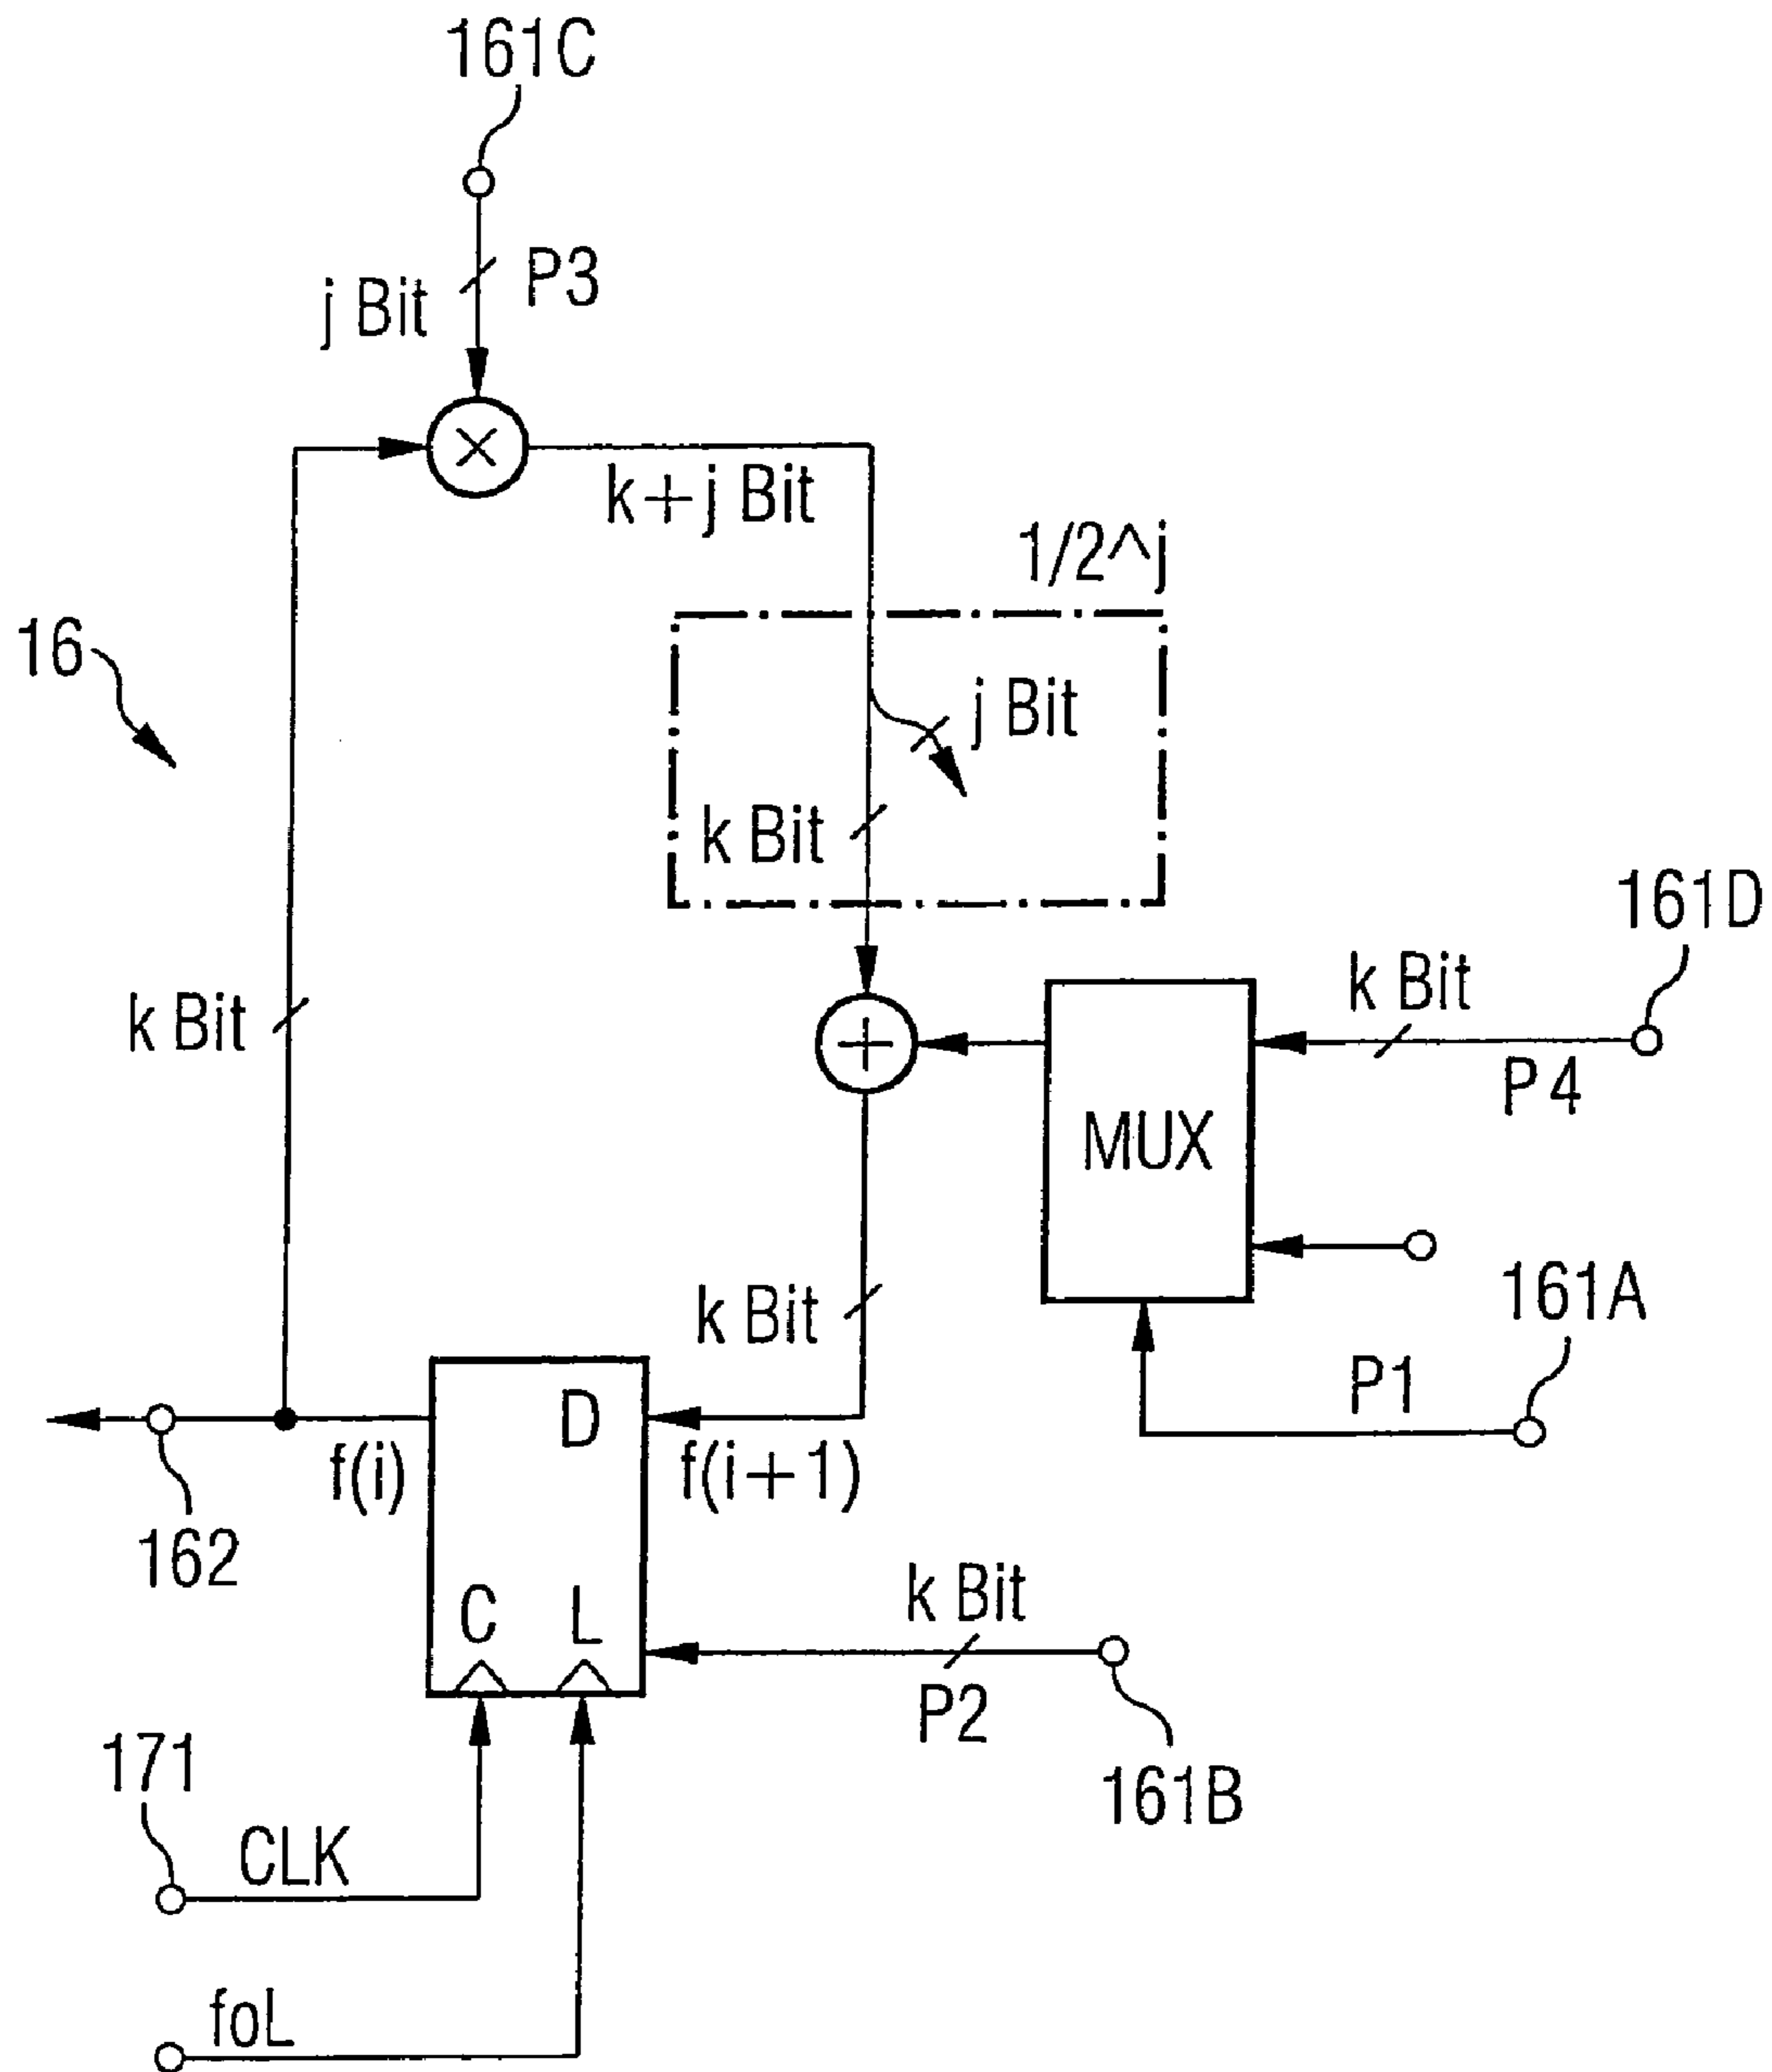 161C
j Bit
P3
×
k+j Bit
1/2^j
16
j Bit
k Bit
161D
k Bit
k Bit
P4
+
MUX
161A
k Bit
P1
D
f(i)
f(i+1)
162
k Bit
C
L
P2
171
161B
CLK
foL